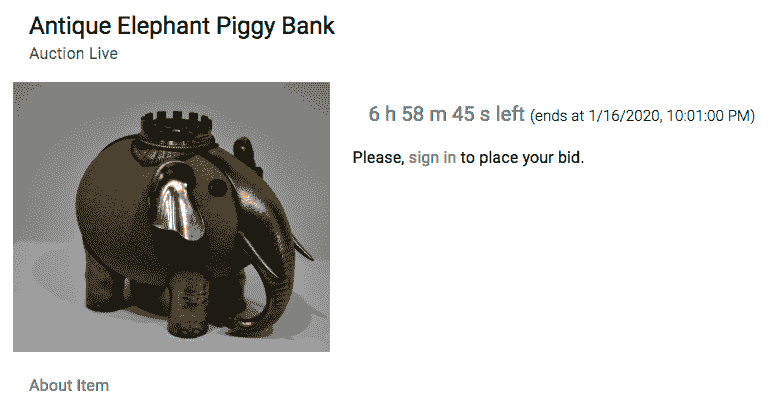 Antique Elephant Piggy Bank
Auction Live
6 h 58 m 45 s left (ends at 1/16/2020, 10:01:00 PM)
Please, sign in to place your bid.
About Item